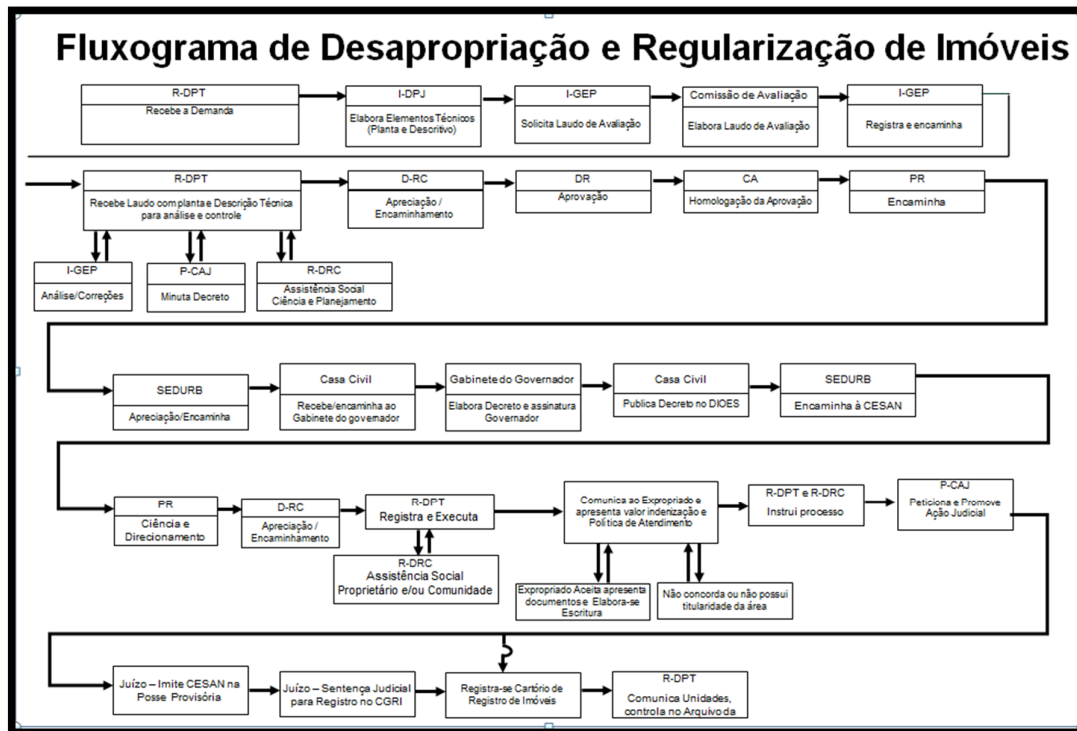 Fluxograma de Desapropriação e Regularização de Imóveis
R-DPT
Recebe a Demanda
I-DPJ
Elabora Elementos Técnicos
(Planta e Descritivo)
I-GEP
Solicita Laudo de Avaliação
Comissão de Avaliação
Elabora Laudo de Avaliação
I-GEP
Registra e encaminha
R-DPT
Recebe Laudo com planta e Descrição Técnica
para análise e controle
D-RC
Apreciação /
Encaminhamento
DR
Aprovação
CA
Homologação da Aprovação
PR
Encaminha
I-GEP
Análise/Correções
P-CAJ
Minuta Decreto
R-DRC
Assistência Social
Ciência e Planejamento
SEDURB
Apreciação/Encaminha
Casa Civil
Recebe/encaminha ao
Gabinete do governador
Gabinete do Governador
Elabora Decreto e assinatura
Governador
Casa Civil
Publica Decreto no DIOES
SEDURB
Encaminha à CESAN
PR
Ciência e
Direcionamento
D-RC
Apreciação /
Encaminhamento
R-DPT
Registra e Executa
R-DRC
Assistência Social
Proprietário e/ou Comunidade
Comunica ao Expropriado e
apresenta valor indenização e
Política de Atendimento
Expropriado Aceita apresenta
documentos e Elabora-se
Escritura
Não concorda ou não possui
titularidade da área
R-DPT e R-DRC
Instrui processo
P-CAJ
Peticiona e Promove
Ação Judicial
Juízo – Imite CESAN na
Posse Provisória
Juízo – Sentença Judicial
para Registro no CGRI
Registra-se Cartório de
Registro de Imóveis
R-DPT
Comunica Unidades,
controla no Arquivo da